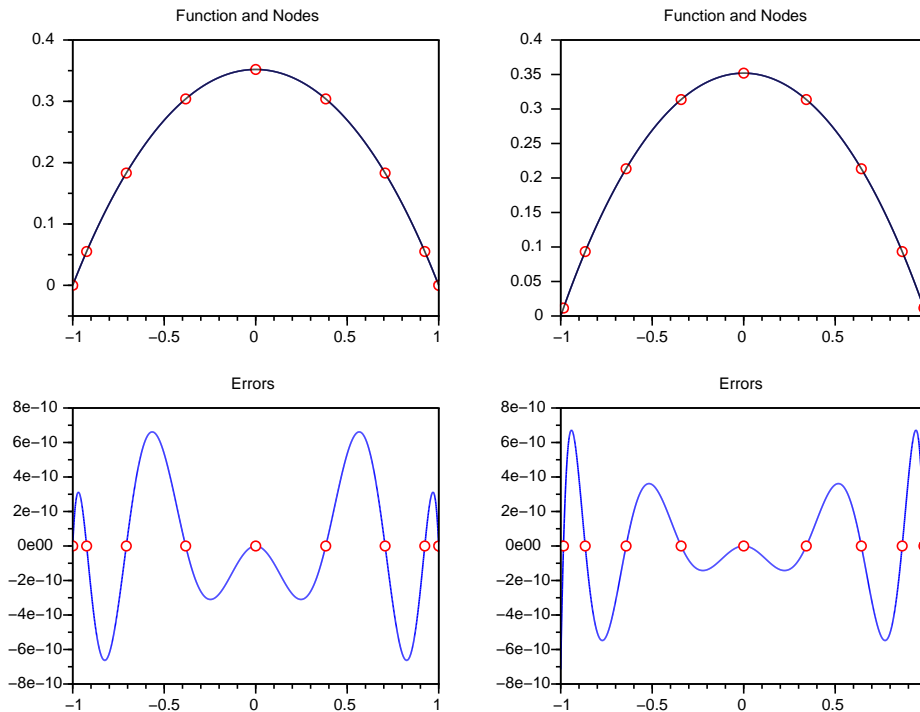 Function and Nodes
0.4
0.3
0.2
0.1
0
−1
−0.5
0
0.5
1
Function and Nodes
0.4
0.35
0.3
0.25
0.2
0.15
0.1
0.05
0
−1
−0.5
0
0.5
Errors
8e−10
6e−10
4e−10
2e−10
0e00
−2e−10
−4e−10
−6e−10
−8e−10
−1
−0.5
0
0.5
1
Errors
8e−10
6e−10
4e−10
2e−10
0e00
−2e−10
−4e−10
−6e−10
−8e−10
−1
−0.5
0
0.5